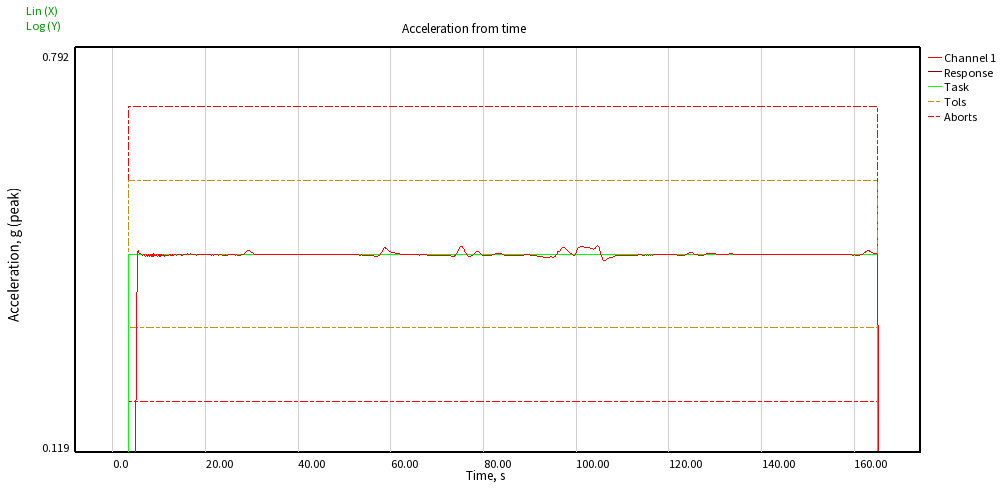 Lin (X)
Log (Y)
Acceleration from time
0.792
Channel 1
Response
Task
Tols
Aborts
Acceleration, g (peak)
0.119
0.0 20.00 40.00 60.00 80.00 100.00 120.00 140.00 160.00
Time, s